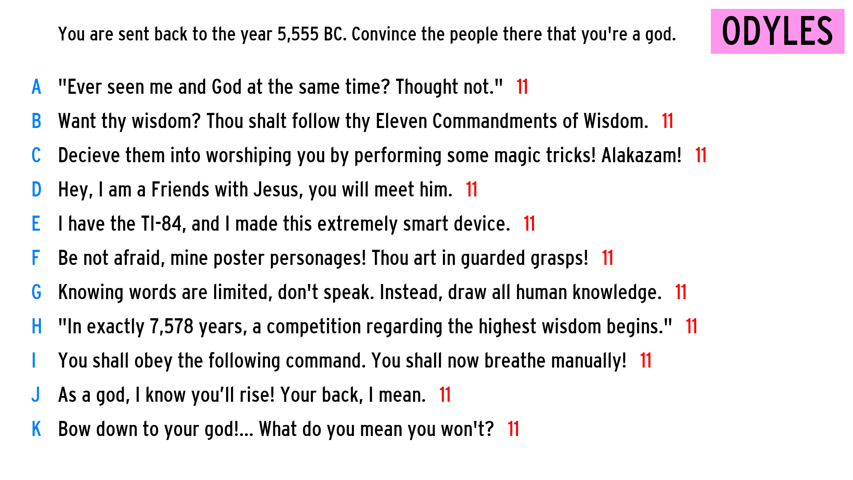 You are sent back to the year 5,555 BC. Convince the people there that you're a god.
ODYLES
A "Ever seen me and God at the same time? Thought not." 11
B Want thy wisdom? Thou shalt follow thy Eleven Commandments of Wisdom. 11
C Decieve them into worshiping you by performing some magic tricks! Alakazam! 11
D Hey, I am a Friends with Jesus, you will meet him. 11
E I have the TI-84, and I made this extremely smart device. 11
F Be not afraid, mine poster personages! Thou art in guarded grasps! 11
G Knowing words are limited, don't speak. Instead, draw all human knowledge. 11
H "In exactly 7,578 years, a competition regarding the highest wisdom begins." 11
I You shall obey the following command. You shall now breathe manually! 11
J As a god, I know you’ll rise! Your back, I mean. 11
K Bow down to your god!... What do you mean you won't? 11